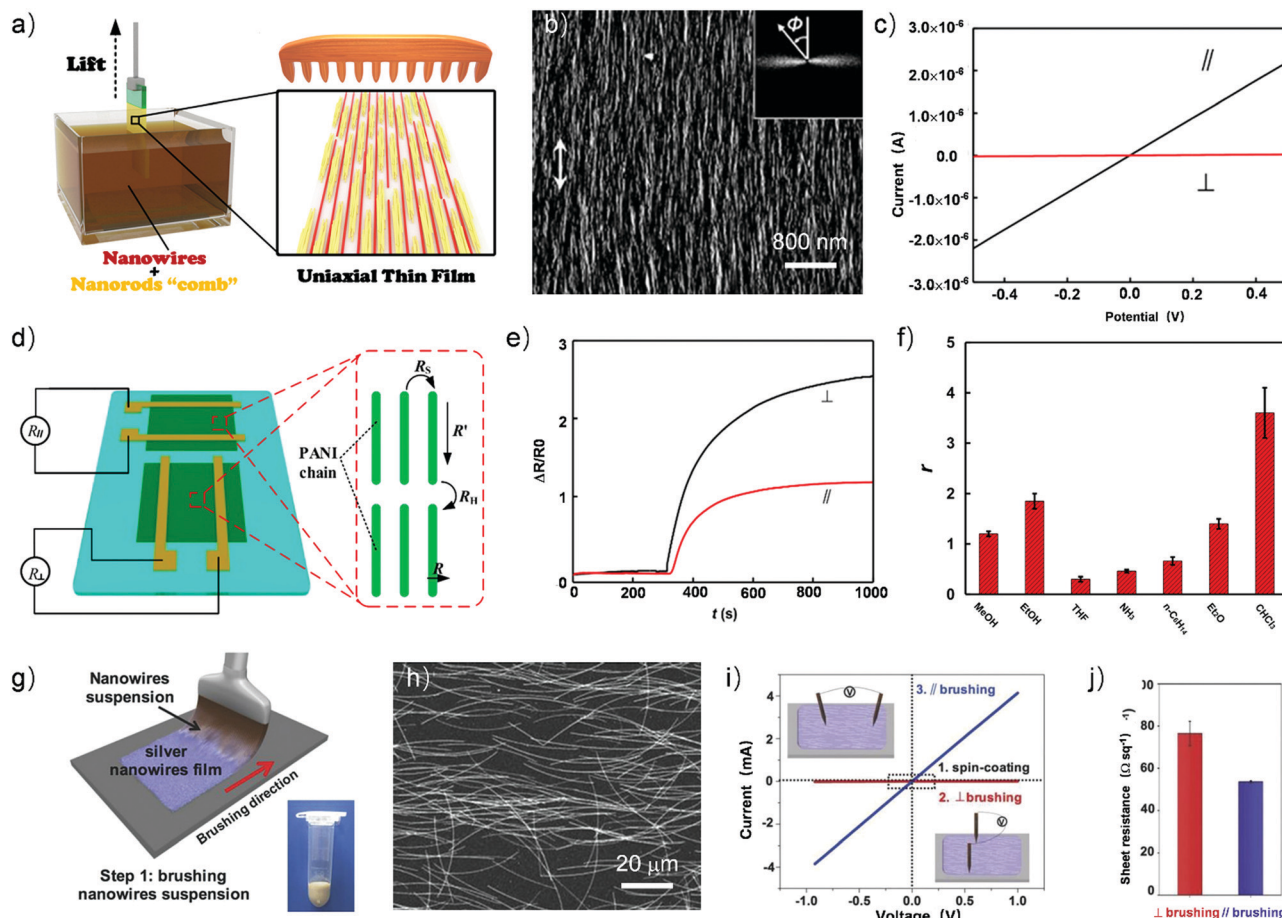 a)
Lift
Nanowires
+
Nanorods “comb”
Uniaxial Thin Film
b)
Φ
800 nm
c)
3.0×10⁻⁶
2.0×10⁻⁶
1.0×10⁻⁶
0.0
-1.0×10⁻⁶
-2.0×10⁻⁶
-3.0×10⁻⁶
Current (A)
//
⊥
-0.4 -0.2 0.0 0.2 0.4
Potential (V)
d)
R//
R⊥
PANI
chain
RS
R'
RH
R
e)
3
2
1
0
ΔR/R0
⊥
//
0 200 400 600 800 1000
t (s)
f)
5
4
3
2
1
0
r
MeOH EtOH THF NH₃ n-C₆H₁₄ Et₂O CHCl₃
g)
Nanowires
suspension
silver
nanowires film
Brushing direction
Step 1: brushing
nanowires suspension
h)
20 μm
i)
4
2
0
-2
-4
Current (mA)
V
3. // brushing
1. spin-coating
2. ⊥ brushing
V
-1.0 -0.5 0.0 0.5 1.0
Voltage (V)
j)
80
60
40
20
0
Sheet resistance (Ω sq⁻¹)
-1)
⊥ brushing // brushing